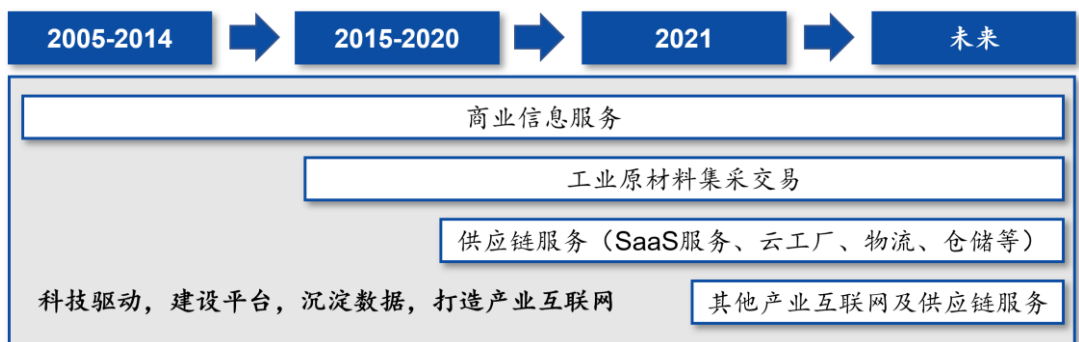 2005-2014
2015-2020
2021
未来
商业信息服务
工业原材料集采交易
供应链服务（SaaS服务、云工厂、物流、仓储等）
科技驱动，建设平台，沉淀数据，打造产业互联网
其他产业互联网及供应链服务